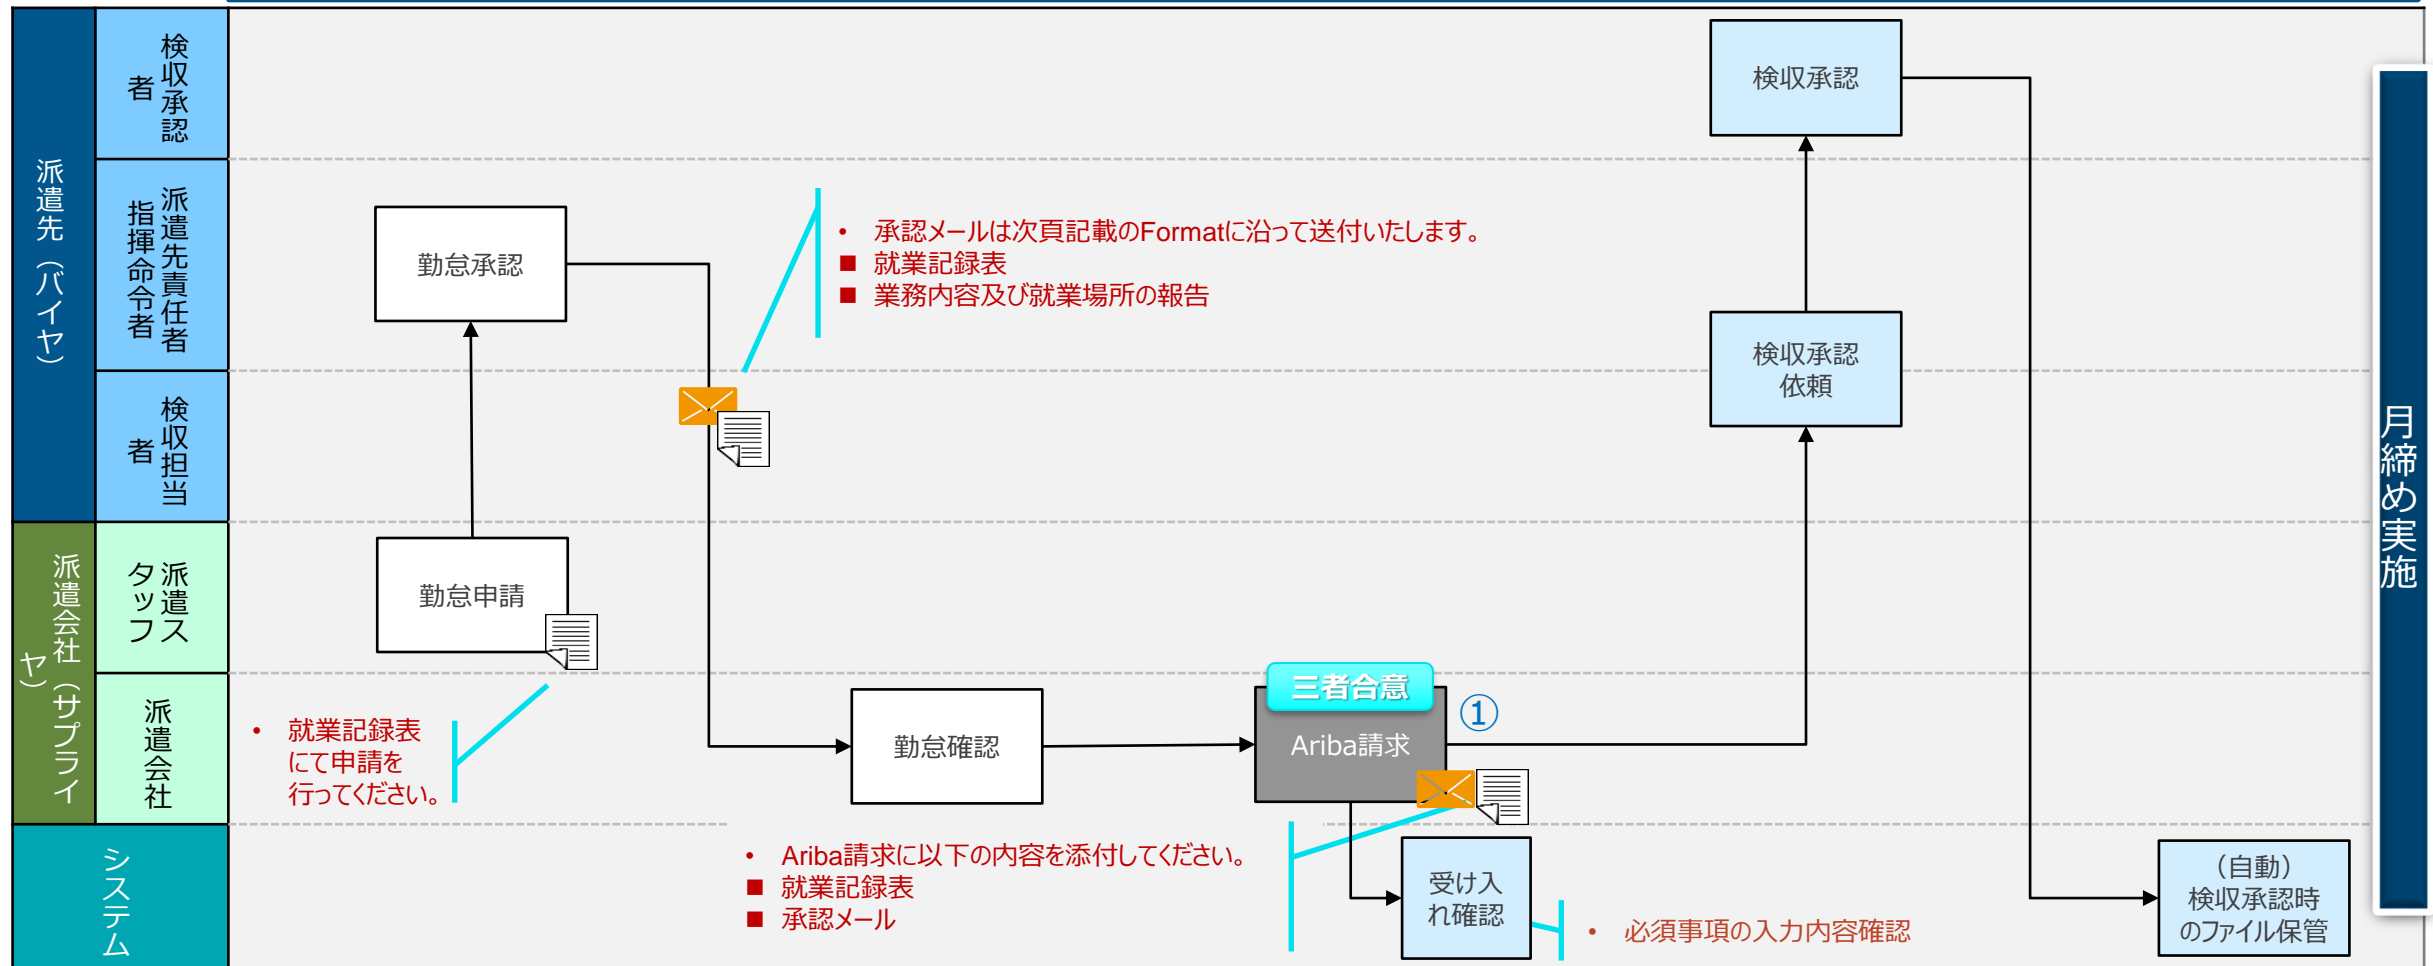 派遣先（バイヤ）
検収承認
者
検収承認
派遣先責任者
指揮命令者
勤怠承認
• 承認メールは次頁記載のFormatに沿って送付いたします。
■ 就業記録表
■ 業務内容及び就業場所の報告
検収承認
依頼
検収担当
者
月締め実施
派遣会社（サプライ
ヤ）
派遣ス
タッフ
勤怠申請
派遣会社
• 就業記録表
にて申請を
行ってください。
勤怠確認
三者合意
Ariba請求
①
システム
• Ariba請求に以下の内容を添付してください。
■ 就業記録表
■ 承認メール
受け入
れ確認
• 必須事項の入力内容確認
（自動）
検収承認時
のファイル保管